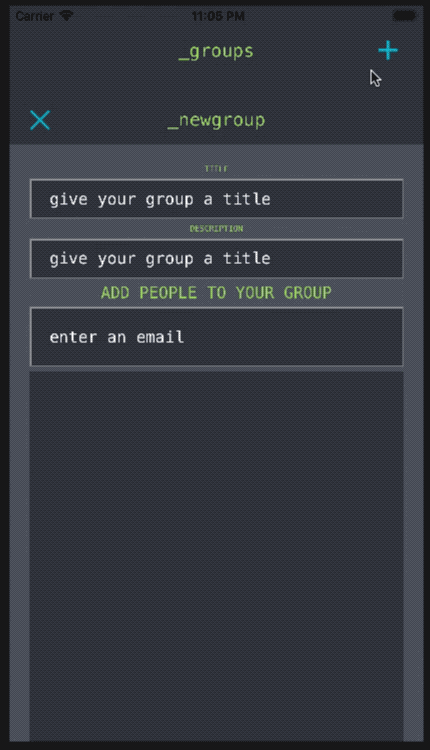 Carrier 11:05 PM
_groups
_newgroup
TITLE
give your group a title
DESCRIPTION
give your group a title
ADD PEOPLE TO YOUR GROUP
enter an email